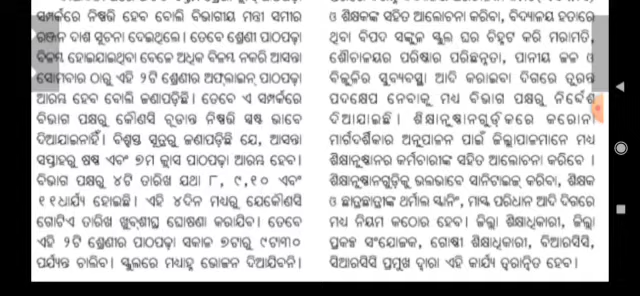 ସମ୍ପର୍କରେ ନିଷ୍ପତ୍ତି ହେବ ବୋଲି ବିଭାଗୀୟ ମନ୍ତ୍ରୀ ସମୀର
ରଞ୍ଜନ ଦାଶ ସୂଚନା ଦେଇଥିଲେ। ତେବେ ଶ୍ରେଣୀ ପାଠପଢ଼ା
ବିଳମ୍ବ ହୋଇଯାଇଥିବା ବେଳେ ଅଧିକ ବିଳମ୍ବ ନକରି ଆସନ୍ତା
ସୋମବାର ଠାରୁ ଏହି ୨ଟି ଶ୍ରେଣୀର ଅଫ୍‌ଲାଇନ୍ ପାଠପଢ଼ା
ଆରମ୍ଭ ହେବ ବୋଲି ଜଣାପଡ଼ିଛି। ତେବେ ଏ ସମ୍ପର୍କରେ
ବିଭାଗ ପକ୍ଷରୁ କୌଣସି ଚୂଡାନ୍ତ ନିଷ୍ପତ୍ତି ସ୍ପଷ୍ଟ ଭାବେ
ଦିଆଯାଇନାହିଁ। ବିଶ୍ୱସ୍ତ ସୂତ୍ରରୁ ଜଣାପଡ଼ିଛି ଯେ, ଆସନ୍ତା
ସପ୍ତାହରୁ ଷଷ୍ଠ ଏବଂ ୭ମ କ୍ଲାସ ପାଠପଢ଼ା ଆରମ୍ଭ ହେବ।
ବିଭାଗ ପକ୍ଷରୁ ୪ଟି ତାରିଖ ଯଥା ୮, ୯,୧୦ ଏବଂ
୧୧ଧାର୍ଯ୍ୟ ହୋଇଛି। ଏହି ୪ଦିନ ମଧ୍ୟରୁ ଯେକୌଣସି
ଗୋଟିଏ ତାରିଖ ଖୁବ୍‌ଶୀଘ୍ର ଘୋଷଣା କରାଯିବ। ତେବେ
ଏହି ୨ଟି ଶ୍ରେଣୀର ପାଠପଢ଼ା ସକାଳ ୭ଟାରୁ ୯ଟା୩୦
ପର୍ଯ୍ୟନ୍ତ ଚାଲିବ। ସ୍କୁଲରେ ମଧ୍ୟାହ୍ନ ଭୋଜନ ଦିଆଯିବନି।
ଓ ଶିକ୍ଷକଙ୍କ ସହିତ ଆଲୋଚନା କରିବା, ବିଦ୍ୟାଳୟ ହତାରେ
ଥିବା ବିପଦ ସଙ୍କୁଳ ସ୍କୁଲ ଘର ଚିହ୍ନଟ କରି ମରାମତି,
ଶୌଚାଳୟର ପରିଷ୍କାର ପରିଚ୍ଛନ୍ନତା, ପାନୀୟ ଜଳ ଓ
ବିଜୁଳିର ସୁବ୍ୟବସ୍ଥା ଆଦି କରାଇବା ଦିଗରେ ତୁରନ୍ତ
ପଦକ୍ଷେପ ନେବାକୁ ମଧ୍ୟ ବିଭାଗ ପକ୍ଷରୁ ନିର୍ଦ୍ଦେଶ
ଦିଆଯାଇଛି। ଶିକ୍ଷାନୁଷ୍ଠାନଗୁଡ଼ିକରେ କରୋନା
ମାର୍ଗଦର୍ଶିକାର ଅନୁପାଳନ ପାଇଁ ଜିଲ୍ଲାପାଳମାନେ ମଧ୍ୟ
ଶିକ୍ଷାନୁଷ୍ଠାନର କର୍ମଚାରୀଙ୍କ ସହିତ ଆଲୋଚନା କରିବେ ।
ଶିକ୍ଷାନୁଷ୍ଠାନଗୁଡ଼ିକୁ ଭଲଭାବେ ସାନିଟାଇଜ୍ କରିବା, ଶିକ୍ଷକ
ଓ ଛାତ୍ରଛାତ୍ରୀଙ୍କ ଥର୍ମାଲ ସ୍କାନିଂ, ମାସ୍କ ପରିଧାନ ଆଦି ଦିଗରେ
ମଧ୍ୟ ନିୟମ କଠୋର ହେବ। ଜିଲ୍ଲା ଶିକ୍ଷାଧିକାରୀ, ଜିଲ୍ଲା
ପ୍ରକଳ୍ପ ସଂଯୋଜକ, ଗୋଷ୍ଠୀ ଶିକ୍ଷାଧିକାରୀ, ବିଆରସିସି,
ସିଆରସିସି ପ୍ରମୁଖ ଦ୍ୱାରା ଏହି କାର୍ଯ୍ୟ ତ୍ୱରାନ୍ୱିତ ହେବ।